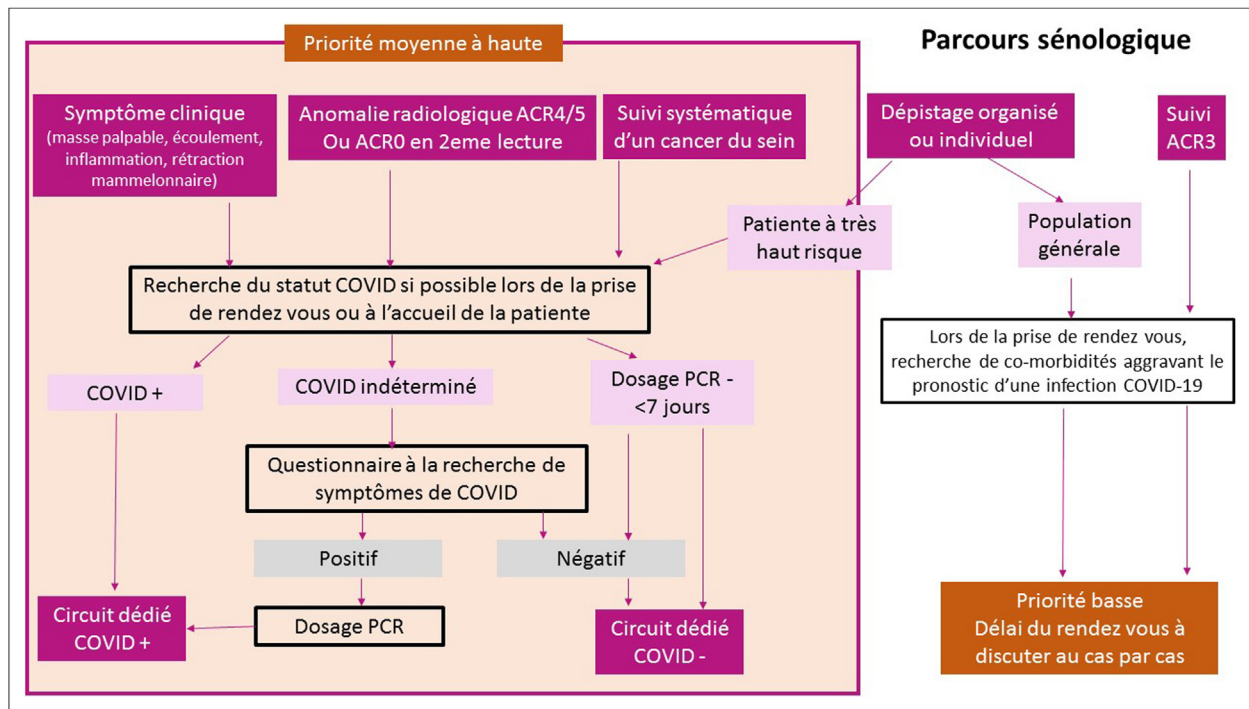 Priorité moyenne à haute
Parcours sénologique
Symptôme clinique
(masse palpable, écoulement,
inflammation, rétraction
mammelonnaire)
Anomalie radiologique ACR4/5
Ou ACR0 en 2eme lecture
Suivi systématique
d’un cancer du sein
Dépistage organisé
ou individuel
Suivi
ACR3
Patiente à très
haut risque
Population
générale
Recherche du statut COVID si possible lors de la prise
de rendez vous ou à l’accueil de la patiente
Lors de la prise de rendez vous,
recherche de co-morbidités aggravant le
pronostic d’une infection COVID-19
COVID +
COVID indéterminé
Dosage PCR -
<7 jours
Questionnaire à la recherche de
symptômes de COVID
Positif
Négatif
Circuit dédié
COVID +
Dosage PCR
Circuit dédié
COVID -
Priorité basse
Délai du rendez vous à
discuter au cas par cas